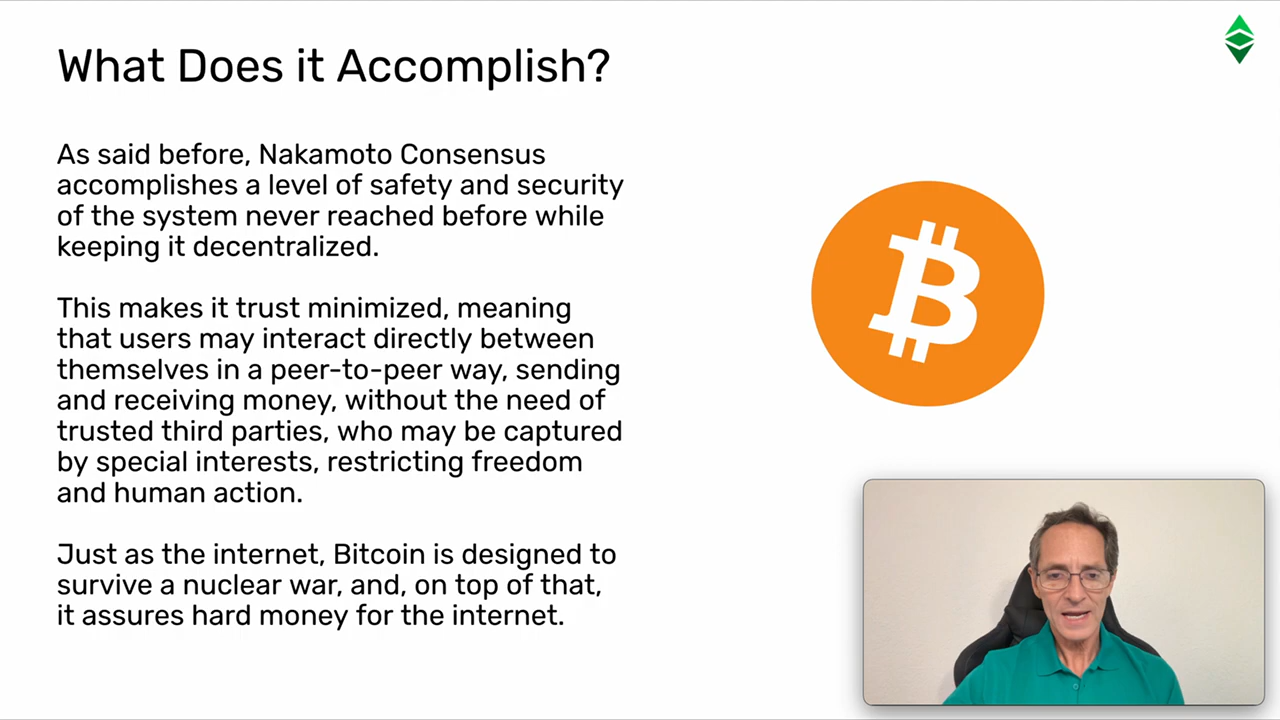 What Does it Accomplish?
As said before, Nakamoto Consensus
accomplishes a level of safety and security
of the system never reached before while
keeping it decentralized.
This makes it trust minimized, meaning
that users may interact directly between
themselves in a peer-to-peer way, sending
and receiving money, without the need of
trusted third parties, who may be captured
by special interests, restricting freedom
and human action.
Just as the internet, Bitcoin is designed to
survive a nuclear war, and, on top of that,
it assures hard money for the internet.